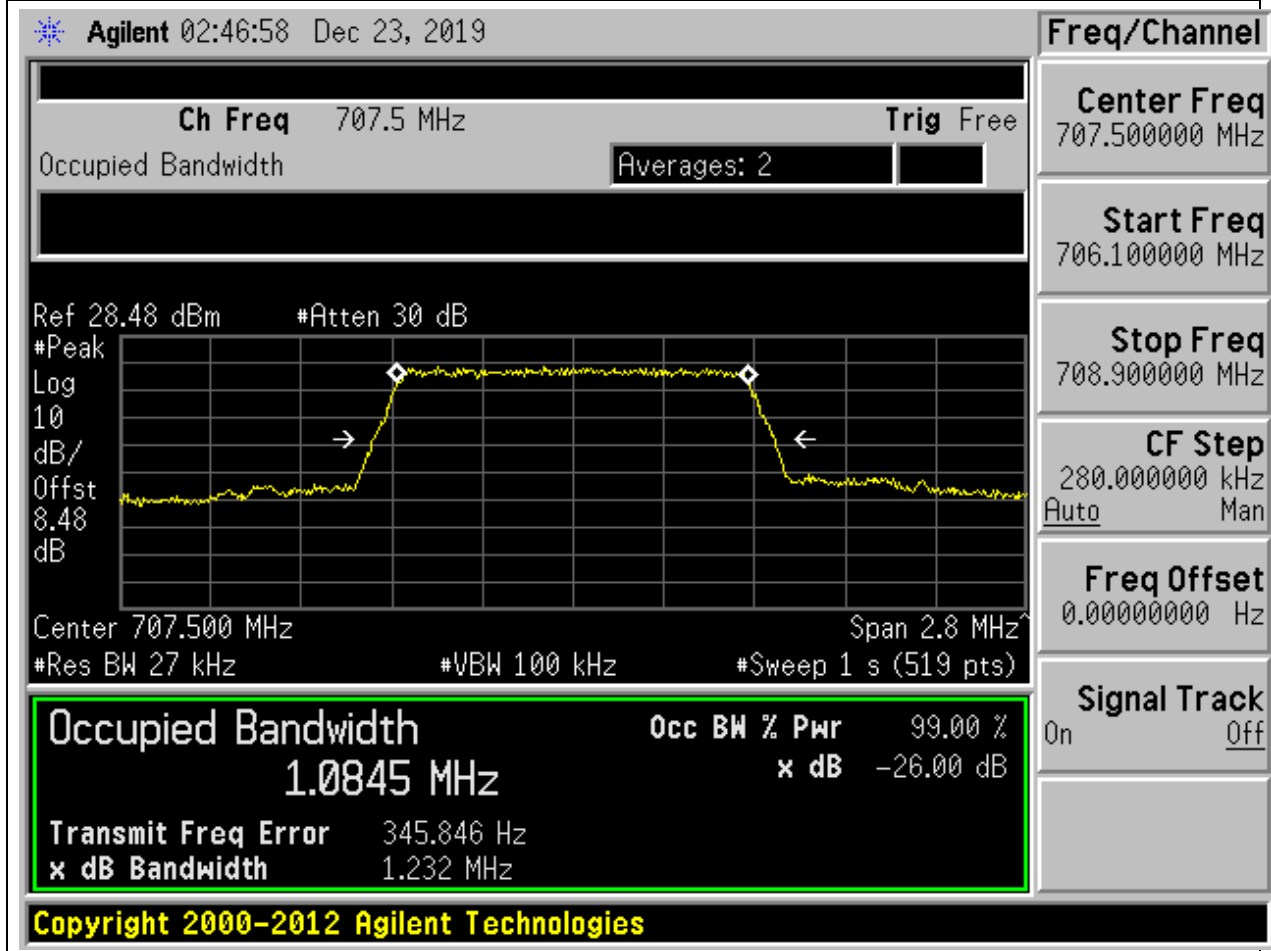 Agilent 02:46:58 Dec 23, 2019
Freq/Channel
Ch Freq 707.5 MHz Trig Free
Occupied Bandwidth Averages: 2
Ref 28.48 dBm #Atten 30 dB
#Peak
Log
10
dB/
Offst
8.48
dB
Center 707.500 MHz Span 2.8 MHz^
#Res BW 27 kHz #VBW 100 kHz #Sweep 1 s (519 pts)
Occupied Bandwidth Occ BW % Pwr 99.00 %
1.0845 MHz x dB -26.00 dB
Transmit Freq Error 345.846 Hz
x dB Bandwidth 1.232 MHz
Center Freq
707.500000 MHz
Start Freq
706.100000 MHz
Stop Freq
708.900000 MHz
CF Step
280.000000 kHz
Auto Man
Freq Offset
0.00000000 Hz
Signal Track
On Off
Copyright 2000-2012 Agilent Technologies